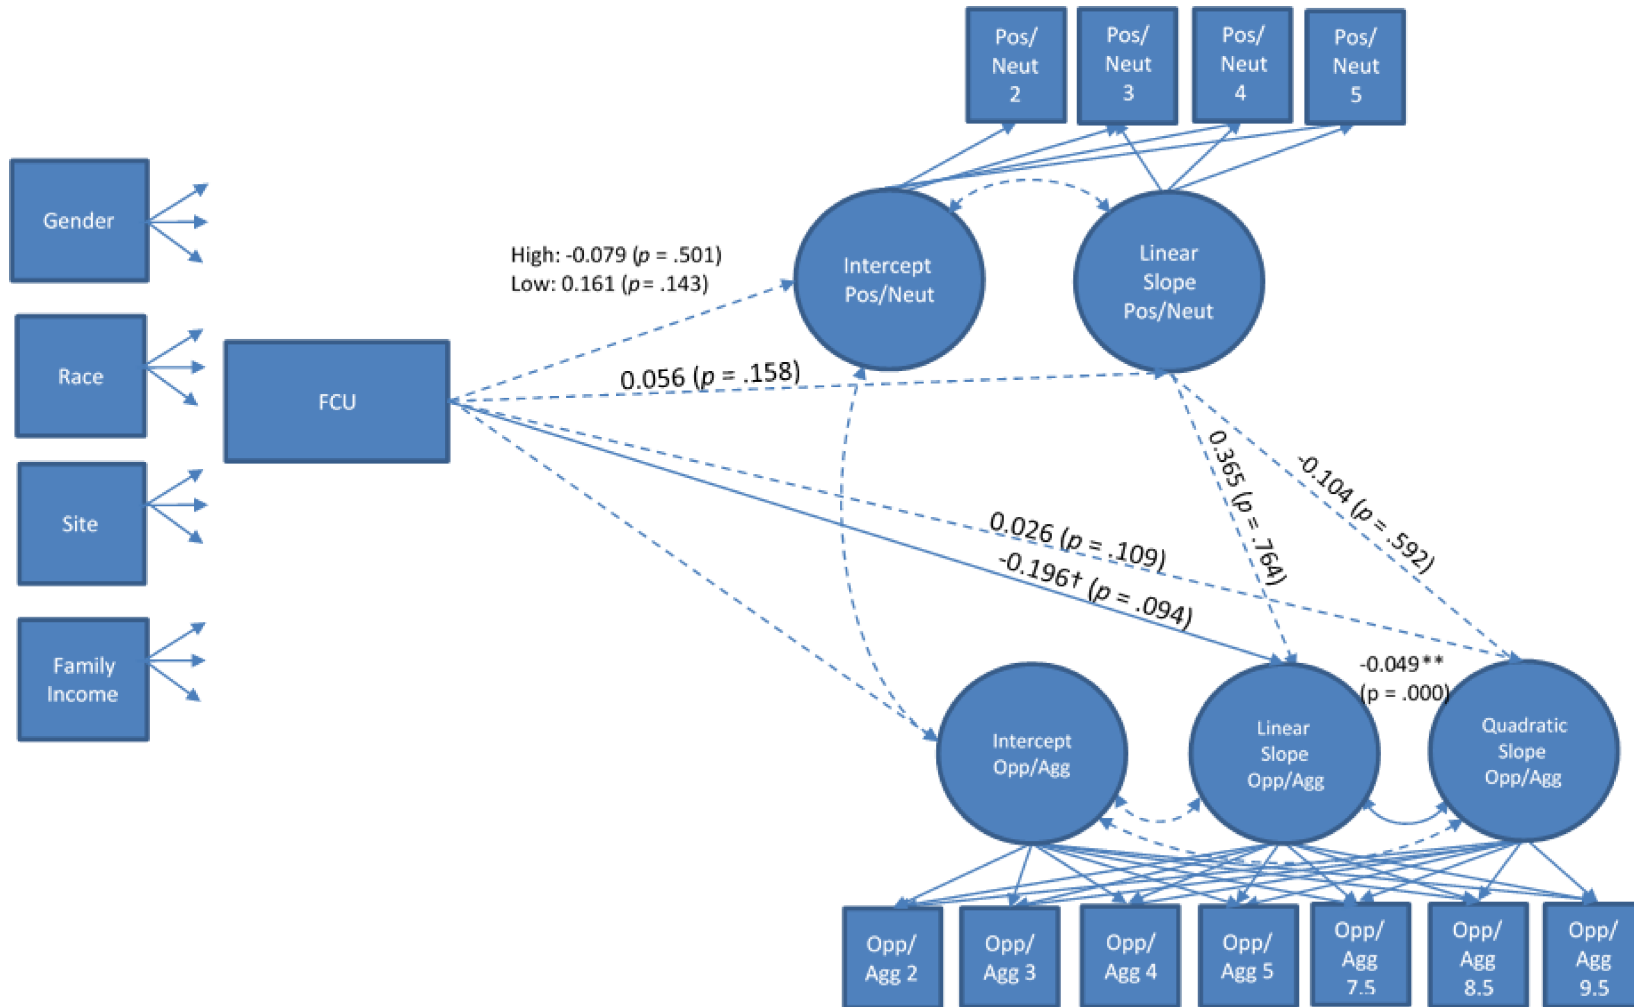 Pos/
Neut
2
Pos/
Neut
3
Pos/
Neut
4
Pos/
Neut
5
Gender
High: -0.079 (p = .501)
Low: 0.161 (p = .143)
Intercept
Pos/Neut
Linear
Slope
Pos/Neut
Race
FCU
0.056 (p = .158)
0.365 (p = .764)
-0.104 (p = .592)
Site
0.026 (p = .109)
-0.196† (p = .094)
Family
Income
-0.049**
(p = .000)
Intercept
Opp/Agg
Linear
Slope
Opp/Agg
Quadratic
Slope
Opp/Agg
Opp/
Agg 2
Opp/
Agg 3
Opp/
Agg 4
Opp/
Agg 5
Opp/
Agg
7.5
Opp/
Agg
8.5
Opp/
Agg
9.5